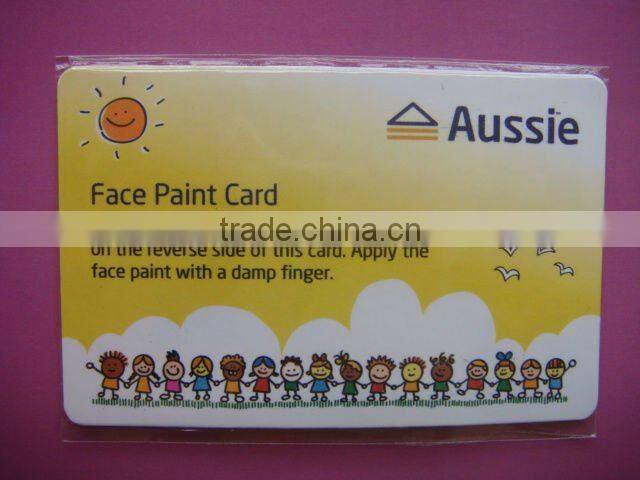 Aussie
Face Paint Card
trade.china.cn
on the reverse side of this card. Apply the
face paint with a damp finger.